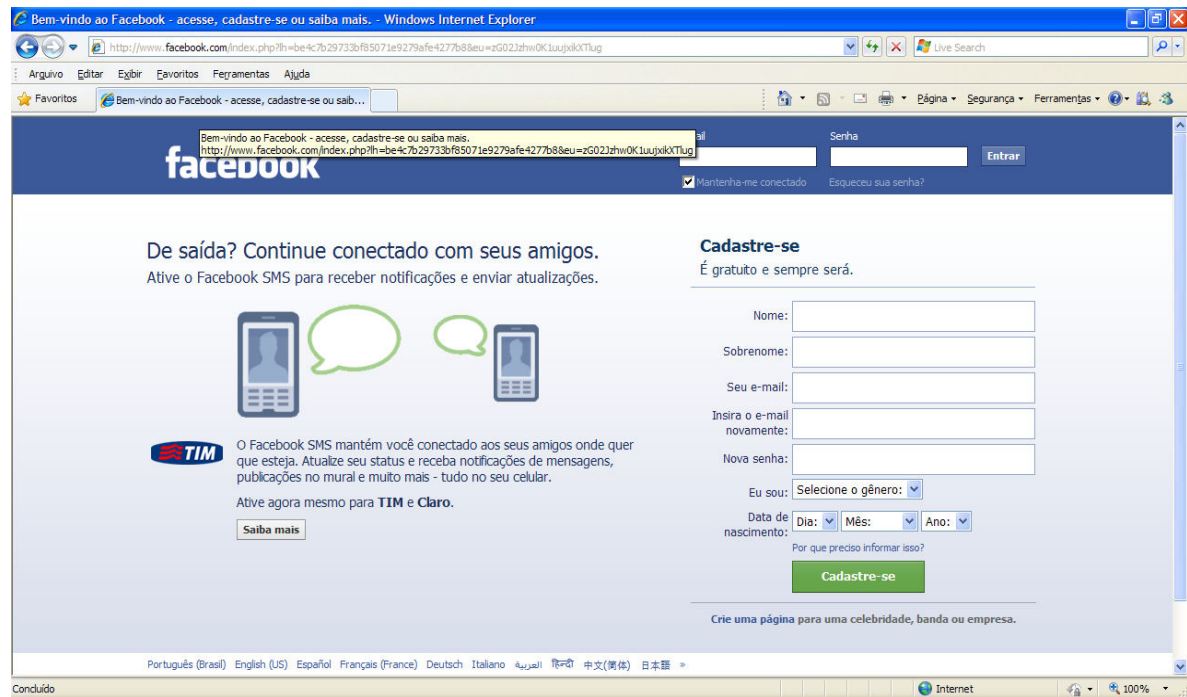 Bem-vindo ao Facebook - acesse, cadastre-se ou saiba mais. - Windows Internet Explorer
http://www.facebook.com/index.php?lh=be4c7b29733bf85071e9279afe4277b8&eu=zG02Jzhw0K1uujxikXTlug
Live Search
Arquivo Editar Exibir Favoritos Ferramentas Ajuda
Favoritos
Bem-vindo ao Facebook - acesse, cadastre-se ou saib...
Página Segurança Ferramentas
Bem-vindo ao Facebook - acesse, cadastre-se ou saiba mais.
http://www.facebook.com/index.php?lh=be4c7b29733bf85071e9279afe4277b8&eu=zG02Jzhw0K1uujxikXTlug
facebook
Senha
Entrar
Mantenha-me conectado
Esqueceu sua senha?
De saída? Continue conectado com seus amigos.
Ative o Facebook SMS para receber notificações e enviar atualizações.
TIM
O Facebook SMS mantém você conectado aos seus amigos onde quer
que esteja. Atualize seu status e receba notificações de mensagens,
publicações no mural e muito mais - tudo no seu celular.
Ative agora mesmo para TIM e Claro.
Saiba mais
Cadastre-se
É gratuito e sempre será.
Nome:
Sobrenome:
Seu e-mail:
Insira o e-mail
novamente:
Nova senha:
Eu sou: Selecione o gênero:
Data de
nascimento:
Dia: Mês: Ano:
Por que preciso informar isso?
Cadastre-se
Crie uma página para uma celebridade, banda ou empresa.
Português (Brasil) English (US) Español Français (France) Deutsch Italiano العربية हिन्दी 中文(简体) 日本語 »
Concluído
Internet
100%